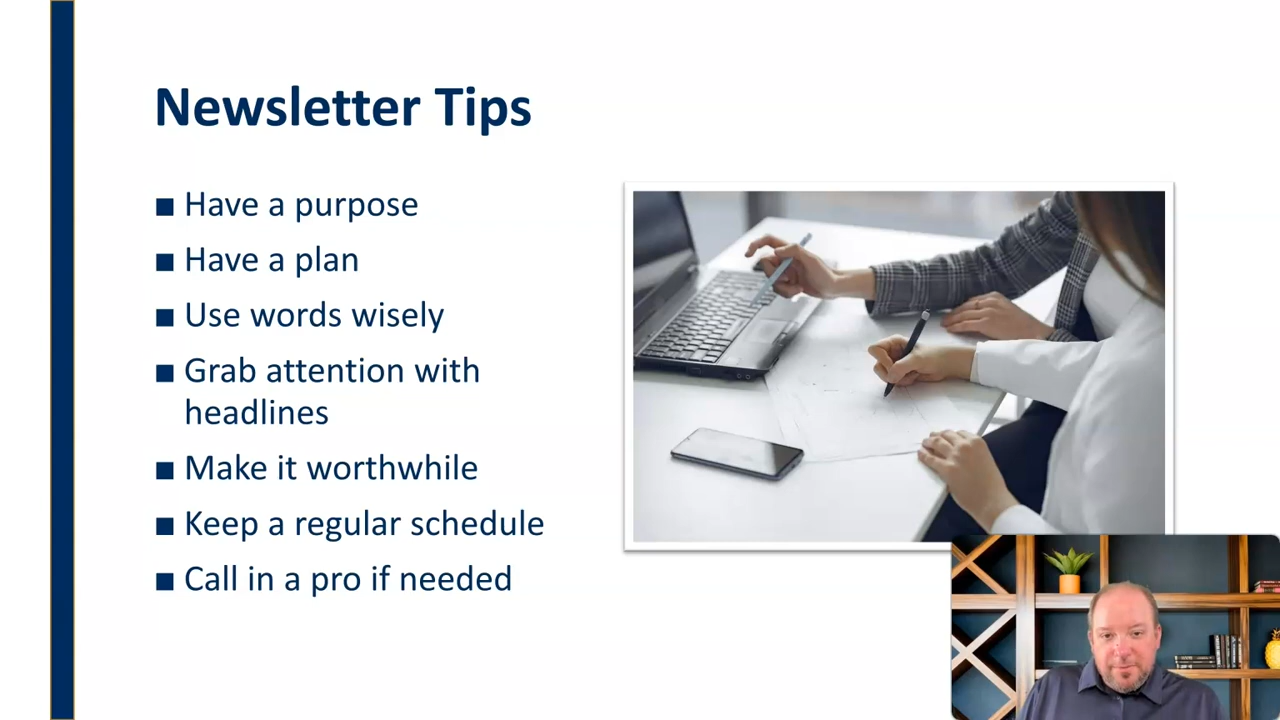 Newsletter Tips
■ Have a purpose
■ Have a plan
■ Use words wisely
■ Grab attention with
headlines
■ Make it worthwhile
■ Keep a regular schedule
■ Call in a pro if needed